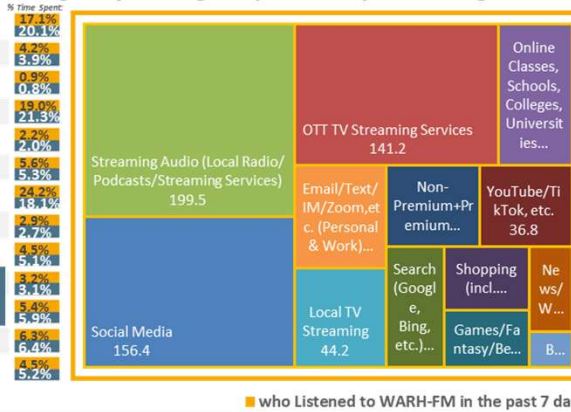 % Time Spent:
17.1%
20.1%
4.2%
3.9%
0.9%
0.8%
19.0%
21.3%
2.2%
2.0%
5.6%
5.3%
24.2%
18.1%
2.9%
2.7%
4.5%
5.1%
3.2%
3.1%
5.4%
5.9%
6.3%
6.4%
4.5%
5.2%
Streaming Audio (Local Radio/
Podcasts/Streaming Services)
199.5
Social Media
156.4
OTT TV Streaming Services
141.2
Online
Classes,
Schools,
Colleges,
Universit
ies...
Email/Text/
IM/Zoom,et
c. (Personal
& Work)...
Non-
Premium+Pr
emium...
YouTube/Ti
kTok, etc.
36.8
Local TV
Streaming
44.2
Search
(Googl
e,
Bing,
etc.)...
Shopping
(incl....
Ne
ws/
W...
Games/Fa
ntasy/Be...
B...
who Listened to WARH-FM in the past 7 da